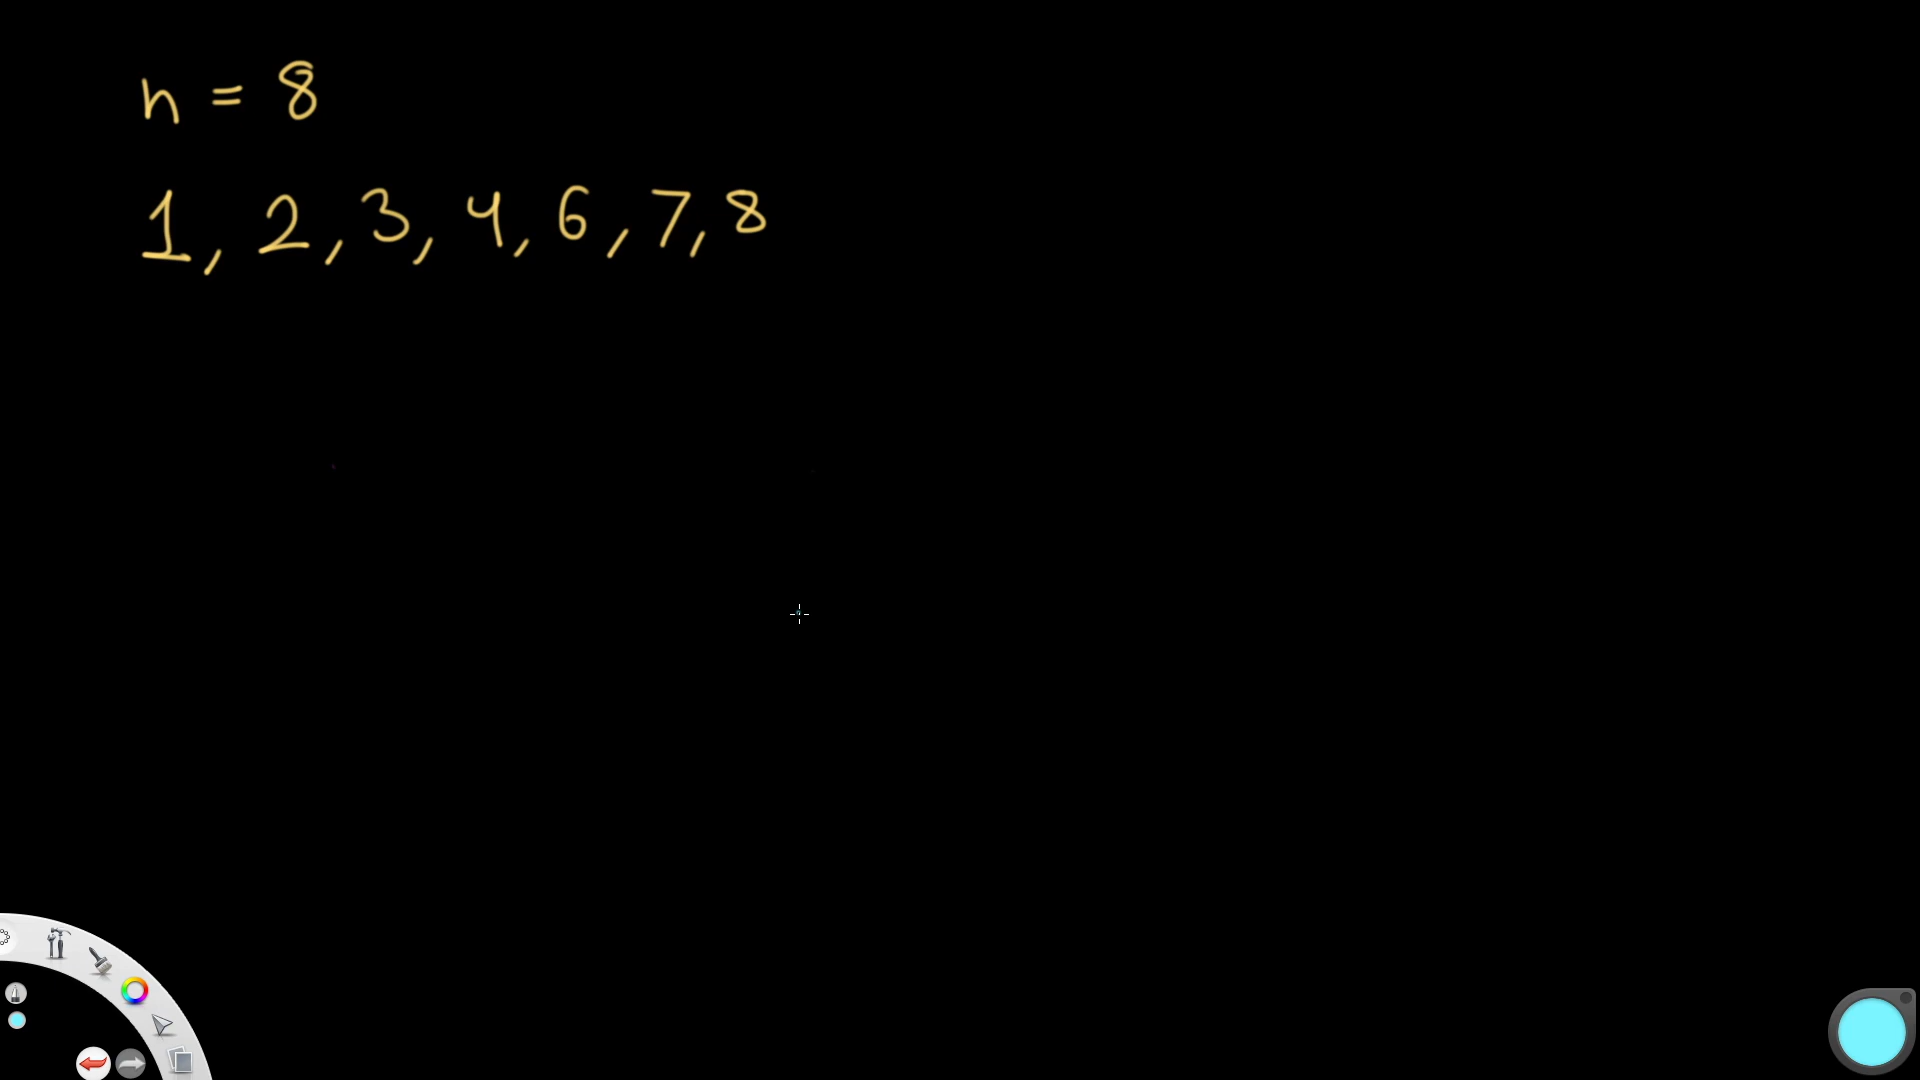 n = 8
1, 2, 3, 4, 6, 7, 8